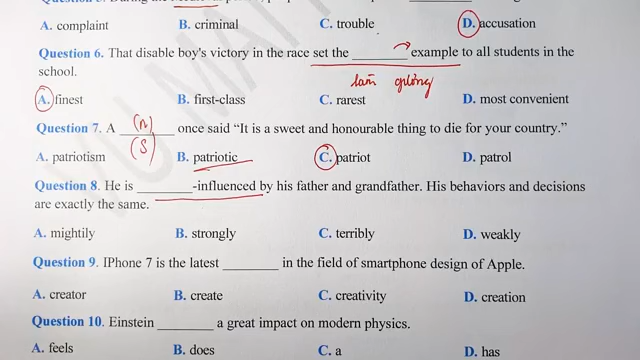 A. complaint B. criminal C. trouble D. accusation
Question 6. That disable boy's victory in the race set the ________ example to all students in the
school.
làm gương
A. finest B. first-class C. rarest D. most convenient
(n)
Question 7. A ________ once said “It is a sweet and honourable thing to die for your country.”
(S)
A. patriotism B. patriotic C. patriot D. patrol
Question 8. He is ________-influenced by his father and grandfather. His behaviors and decisions
are exactly the same.
A. mightily B. strongly C. terribly D. weakly
Question 9. IPhone 7 is the latest ________ in the field of smartphone design of Apple.
A. creator B. create C. creativity D. creation
Question 10. Einstein ________ a great impact on modern physics.
A. feels B. does C. a D. has